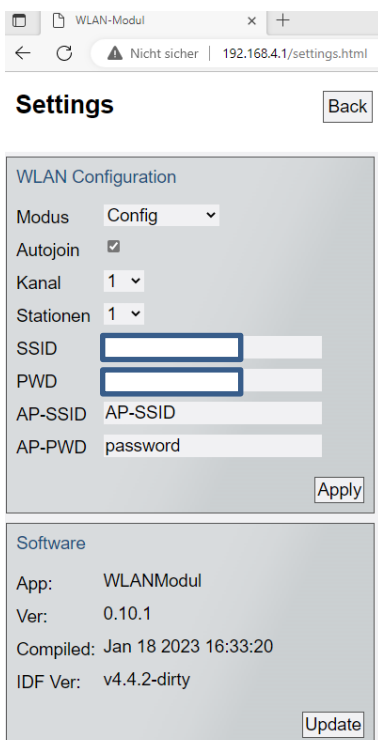 WLAN-Modul
Nicht sicher | 192.168.4.1/settings.html
Settings Back
WLAN Configuration
Modus Config
Autojoin
Kanal 1
Stationen 1
SSID
PWD
AP-SSID AP-SSID
AP-PWD password
Apply
Software
App: WLANModul
Ver: 0.10.1
Compiled: Jan 18 2023 16:33:20
IDF Ver: v4.4.2-dirty
Update